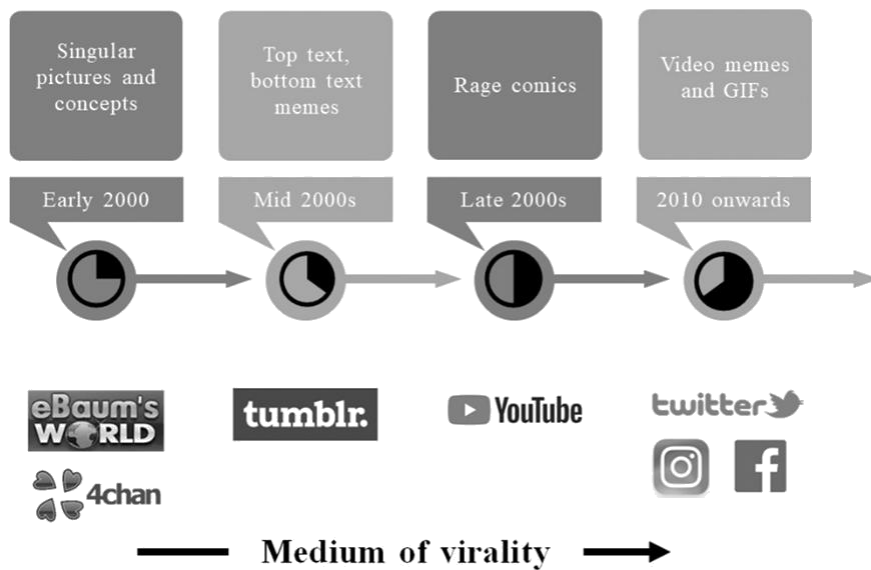 Singular
pictures and
concepts
Top text,
bottom text
memes
Rage comics
Video memes
and GIFs
Early 2000
Mid 2000s
Late 2000s
2010 onwards
eBaum's
WORLD
tumblr.
YouTube
twitter
4chan
f
Medium of virality